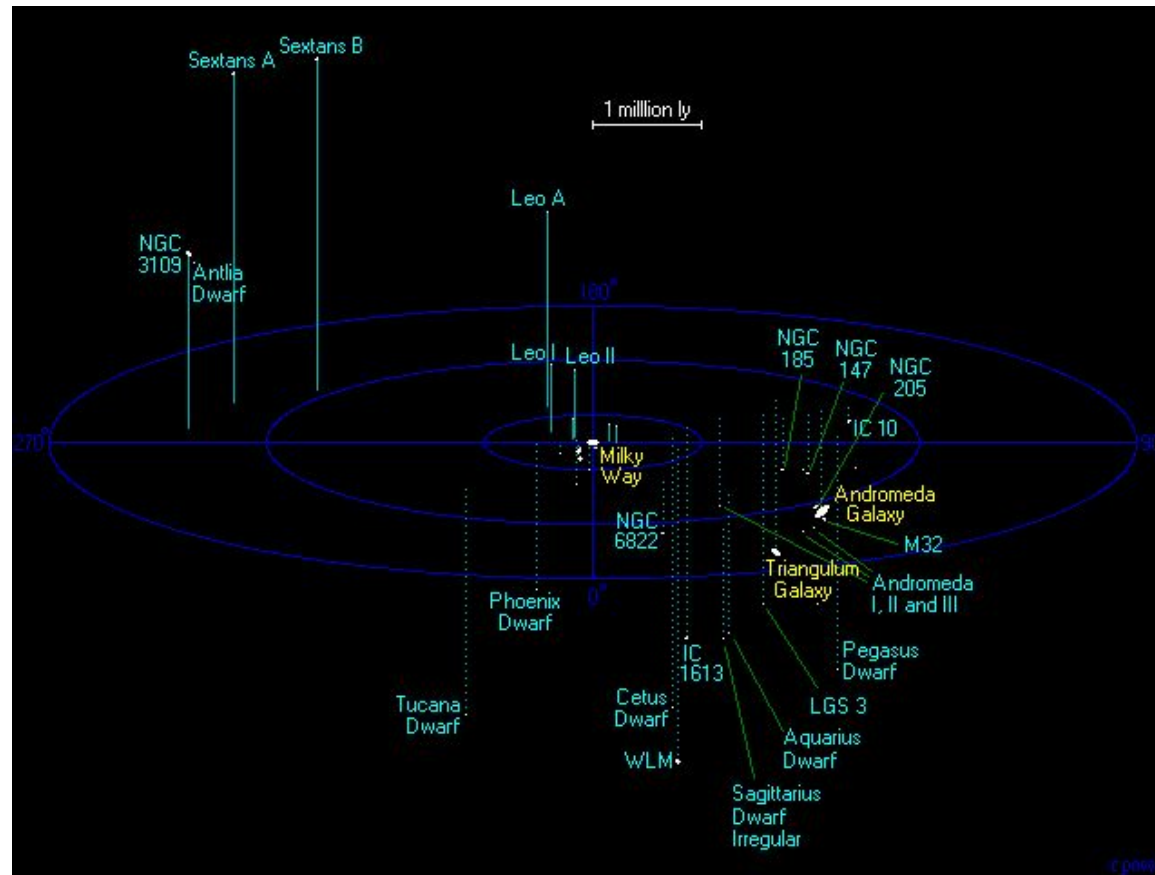 Sextans B
Sextans A
1 milllion ly
Leo A
NGC
3109
Antlia
Dwarf
180°
NGC
185
NGC
147
NGC
205
Leo I
Leo II
IC 10
270°
Milky
Way
Andromeda
Galaxy
NGC
6822
M32
Triangulum
Galaxy
Andromeda
I, II and III
Phoenix
Dwarf
0°
IC
1613
Pegasus
Dwarf
Tucana
Dwarf
Cetus
Dwarf
LGS 3
Aquarius
Dwarf
WLM
Sagittarius
Dwarf
Irregular